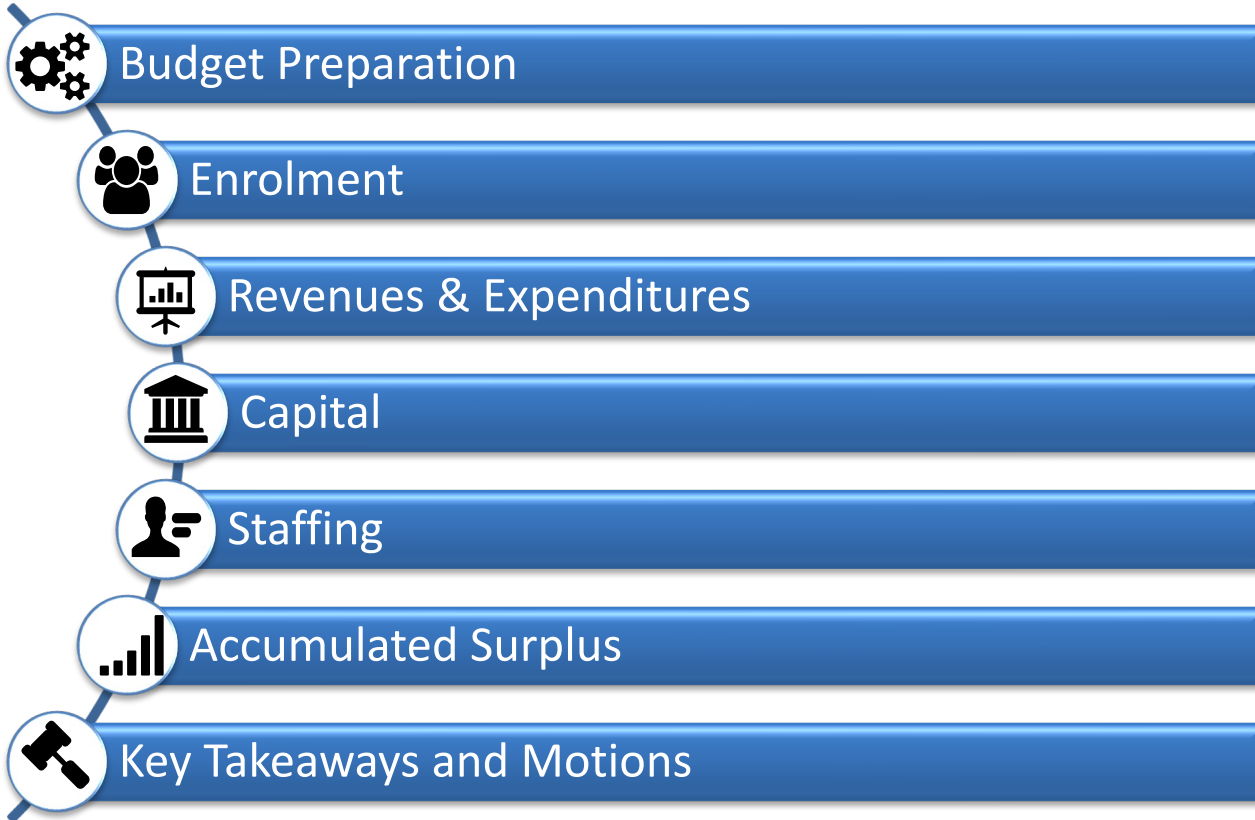 Budget Preparation
Enrolment
Revenues & Expenditures
Capital
Staffing
Accumulated Surplus
Key Takeaways and Motions